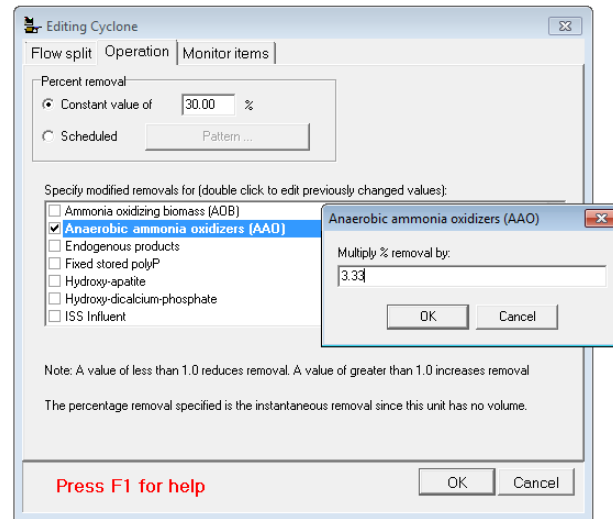 Editing Cyclone
Flow split Operation Monitor items
Percent removal
Constant value of 30.00 %
Scheduled Pattern ...
Specify modified removals for (double click to edit previously changed values):
Ammonia oxidizing biomass (AOB)
Anaerobic ammonia oxidizers (AAO)
Endogenous products
Fixed stored polyP
Hydroxy-apatite
Hydroxy-dicalcium-phosphate
ISS Influent
Anaerobic ammonia oxidizers (AAO)
Multiply % removal by:
3.33
OK Cancel
Note: A value of less than 1.0 reduces removal. A value of greater than 1.0 increases removal
The percentage removal specified is the instantaneous removal since this unit has no volume.
Press F1 for help
OK Cancel